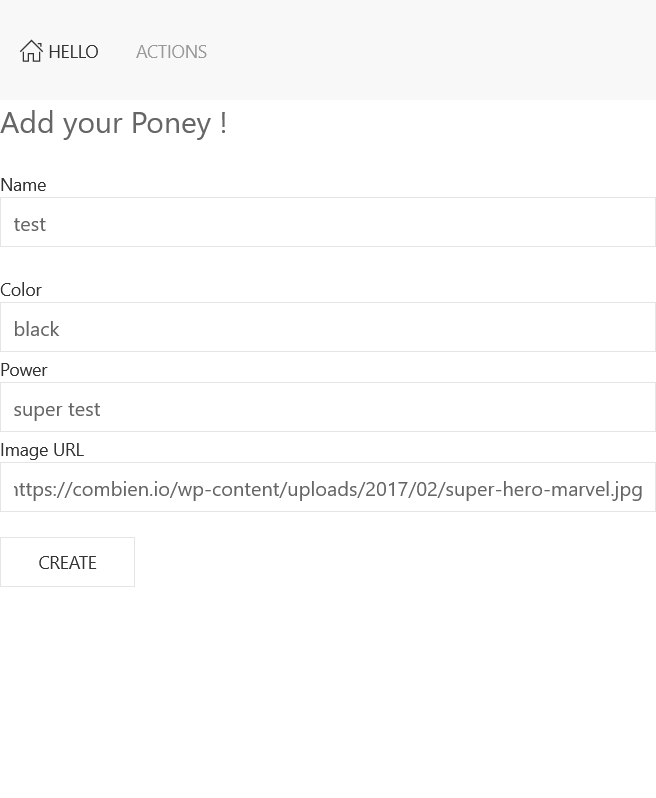 HELLO ACTIONS
Add your Poney !
Name
test
Color
black
Power
super test
Image URL
ttps://combien.io/wp-content/uploads/2017/02/super-hero-marvel.jpg
CREATE